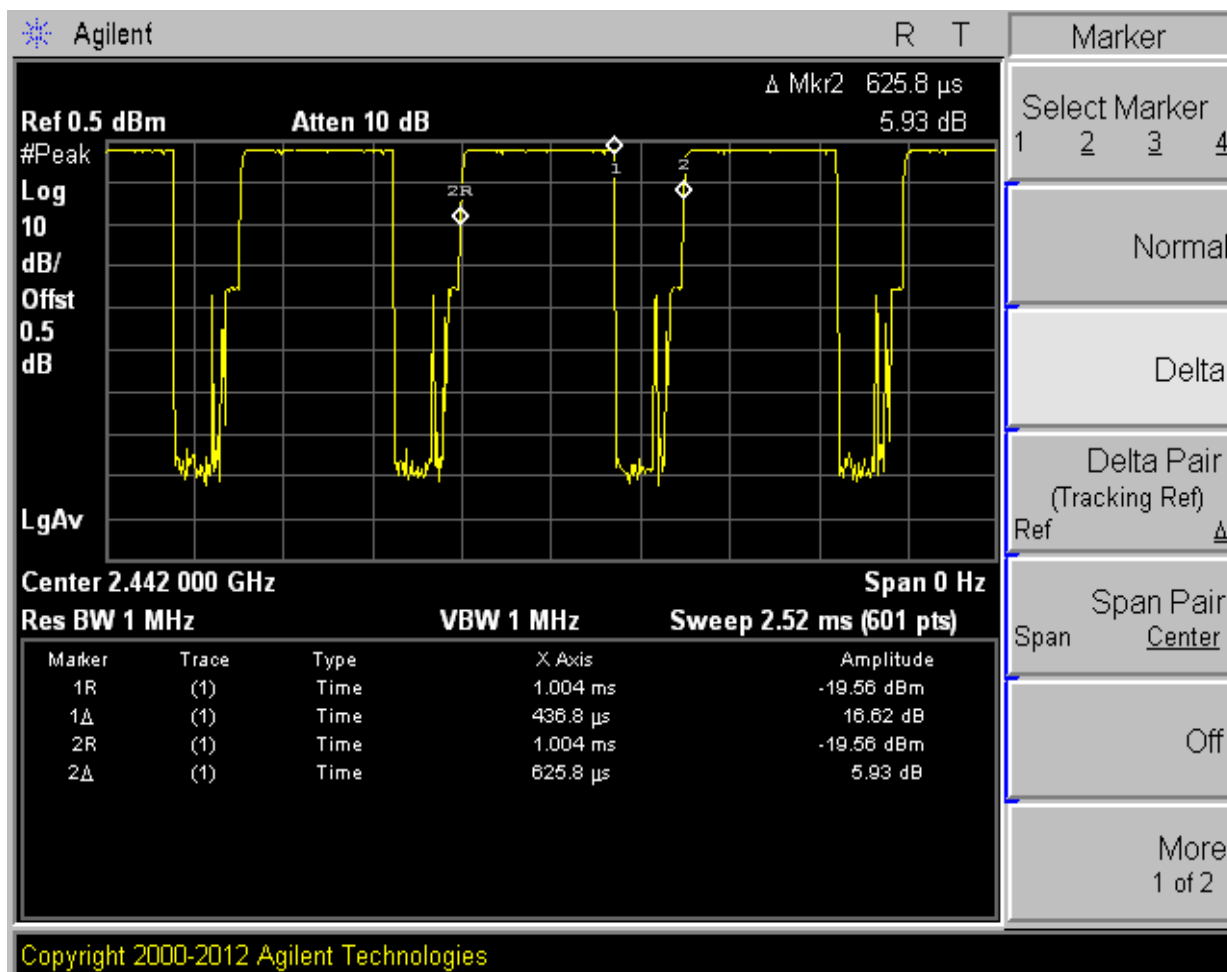 Agilent R T
Δ Mkr2 625.8 µs
Ref 0.5 dBm Atten 10 dB 5.93 dB
#Peak
Log
10
dB/
Offst
0.5
dB
LgAv
2R
1
2
Center 2.442 000 GHz Span 0 Hz
Res BW 1 MHz VBW 1 MHz Sweep 2.52 ms (601 pts)
Marker Trace Type X Axis Amplitude
1R (1) Time 1.004 ms -19.56 dBm
1Δ (1) Time 436.8 µs 16.62 dB
2R (1) Time 1.004 ms -19.56 dBm
2Δ (1) Time 625.8 µs 5.93 dB
Copyright 2000-2012 Agilent Technologies
Marker
Select Marker
1 2 3 4
Normal
Delta
Delta Pair
(Tracking Ref)
Ref Δ
Span Pair
Span Center
Off
More
1 of 2